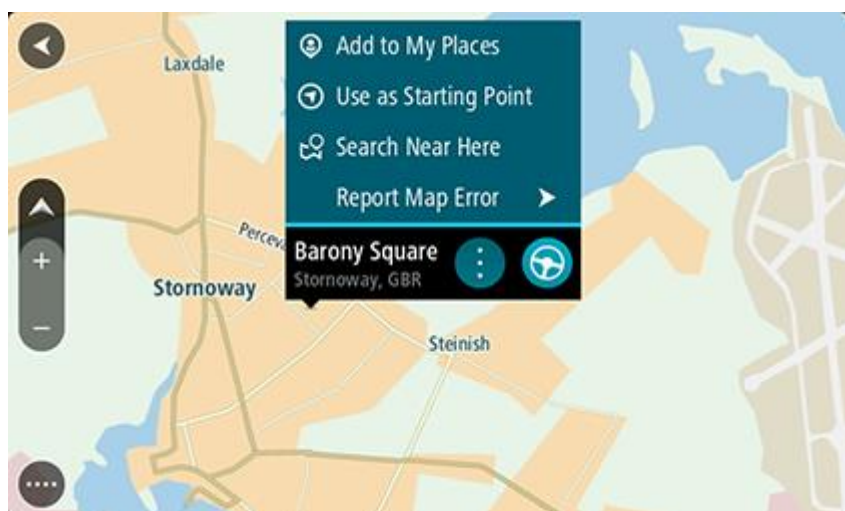 Laxdale
Add to My Places
Use as Starting Point
Search Near Here
Report Map Error
Barony Square
Stornoway, GBR
Stornoway
Steinish